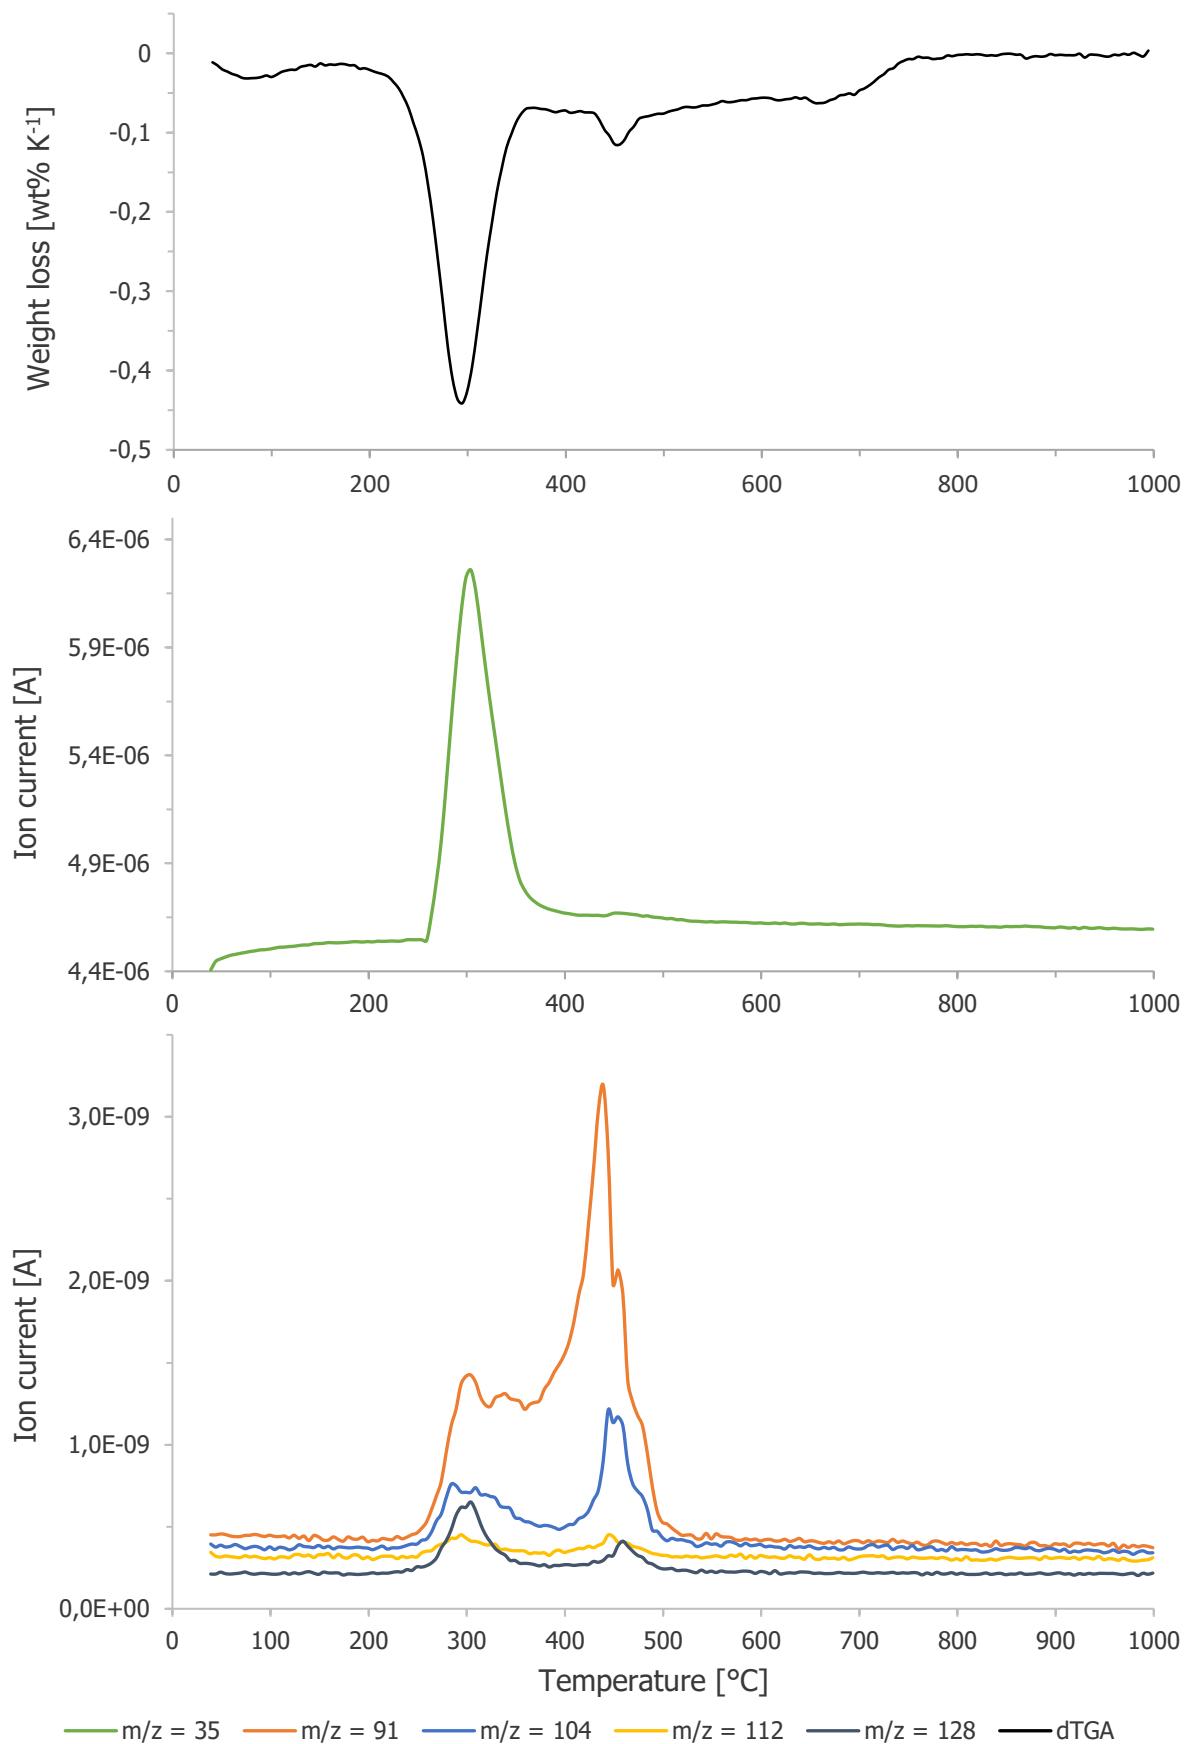 Weight loss [wt% K-1]
0
-0,1
-0,2
-0,3
-0,4
-0,5
0 200 400 600 800 1000
Ion current [A]
6,4E-06
5,9E-06
5,4E-06
4,9E-06
4,4E-06
0 200 400 600 800 1000
Ion current [A]
3,0E-09
2,0E-09
1,0E-09
0,0E+00
0 100 200 300 400 500 600 700 800 900 1000
Temperature [°C]
m/z = 35 m/z = 91 m/z = 104 m/z = 112 m/z = 128 dTGA